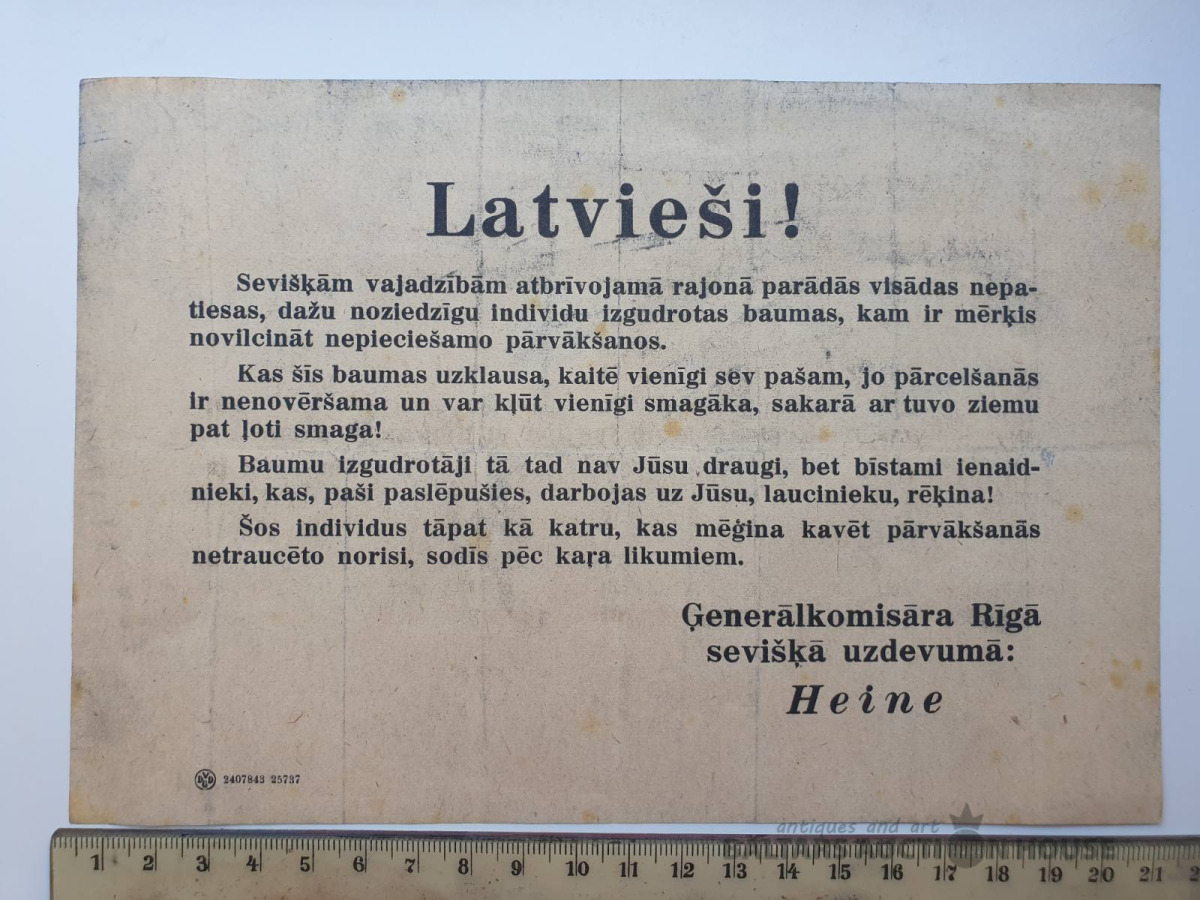 Latvieši!
Sevišķām vajadzībām atbrīvojamā rajonā parādās visādas nepa-
tiesas, dažu noziedzīgu individu izgudrotas baumas, kam ir mērķis
novilcināt nepieciešamo pārvākšanos.
Kas šīs baumas uzklausa, kaitē vienīgi sev pašam, jo pārcelšanās
ir nenovēršama un var kļūt vienīgi smagāka, sakarā ar tuvo ziemu
pat ļoti smaga!
Baumu izgudrotāji tā tad nav Jūsu draugi, bet bīstami ienaid-
nieki, kas, paši paslēpušies, darbojas uz Jūsu, laucinieku, rēķina!
Šos individus tāpat kā katru, kas mēģina kavēt pārvākšanās
netraucēto norisi, sodīs pēc kaŗa likumiem.
Ģenerālkomisāra Rīgā
sevišķā uzdevumā:
Heine
2407843 25737
antiques and art
1 2 3 4 5 6 7 8 9 10 11 12 13 14 15 16 17 18 19 20 21